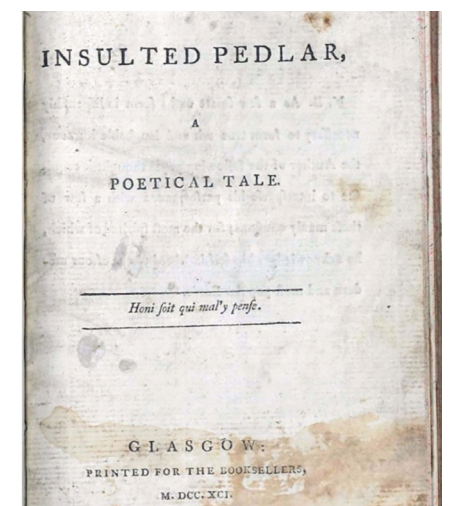 INSULTED PEDLAR,
A
POETICAL TALE.
Honi ſoit qui mal'y penſe.
GLASGOW:
PRINTED FOR THE BOOKSELLERS,
M. DCC. XCI.